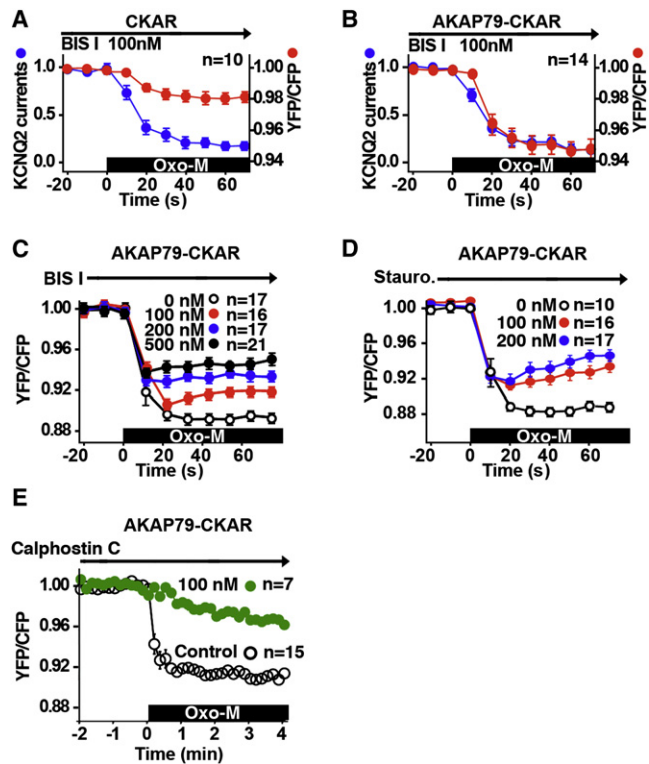 A
CKAR
BIS I 100nM
n=10
KCNQ2 currents
1.0
0.5
0.0
YFP/CFP
1.00
0.98
0.96
0.94
Oxo-M
-20 0 20 40 60
Time (s)
B
AKAP79-CKAR
BIS I 100nM
n=14
KCNQ2 currents
1.0
0.5
0.0
YFP/CFP
1.00
0.98
0.96
0.94
Oxo-M
-20 0 20 40 60
Time (s)
C
AKAP79-CKAR
BIS I
0 nM n=17
100 nM n=16
200 nM n=17
500 nM n=21
YFP/CFP
1.00
0.96
0.92
0.88
Oxo-M
-20 0 20 40 60
Time (s)
D
AKAP79-CKAR
Stauro.
0 nM n=10
100 nM n=16
200 nM n=17
YFP/CFP
1.00
0.96
0.92
0.88
Oxo-M
-20 0 20 40 60
Time (s)
E
AKAP79-CKAR
Calphostin C
100 nM n=7
Control n=15
YFP/CFP
1.00
0.96
0.92
0.88
Oxo-M
-2 -1 0 1 2 3 4
Time (min)